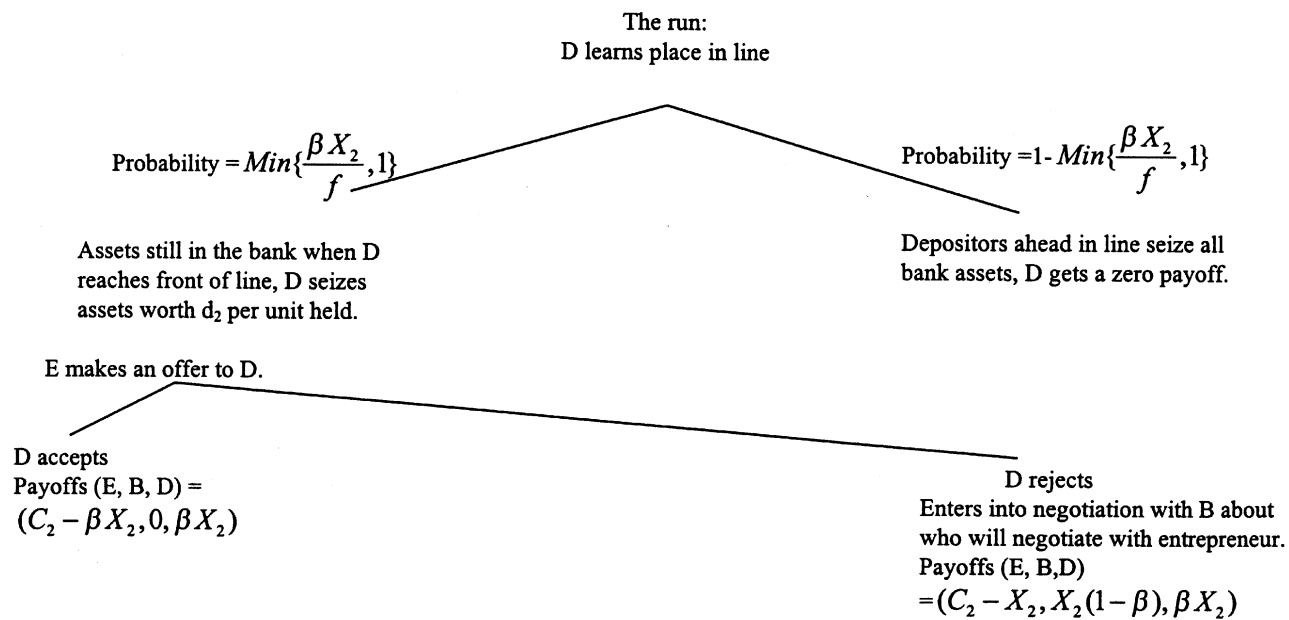 The run:
D learns place in line
Probability = Min{βX₂/f, 1}
Probability =1- Min{βX₂/f, 1}
Assets still in the bank when D
reaches front of line, D seizes
assets worth d₂ per unit held.
Depositors ahead in line seize all
bank assets, D gets a zero payoff.
E makes an offer to D.
D accepts
Payoffs (E, B, D) =
(C₂ − βX₂, 0, βX₂)
D rejects
Enters into negotiation with B about
who will negotiate with entrepreneur.
Payoffs (E, B,D)
=(C₂ − X₂, X₂(1− β), βX₂)